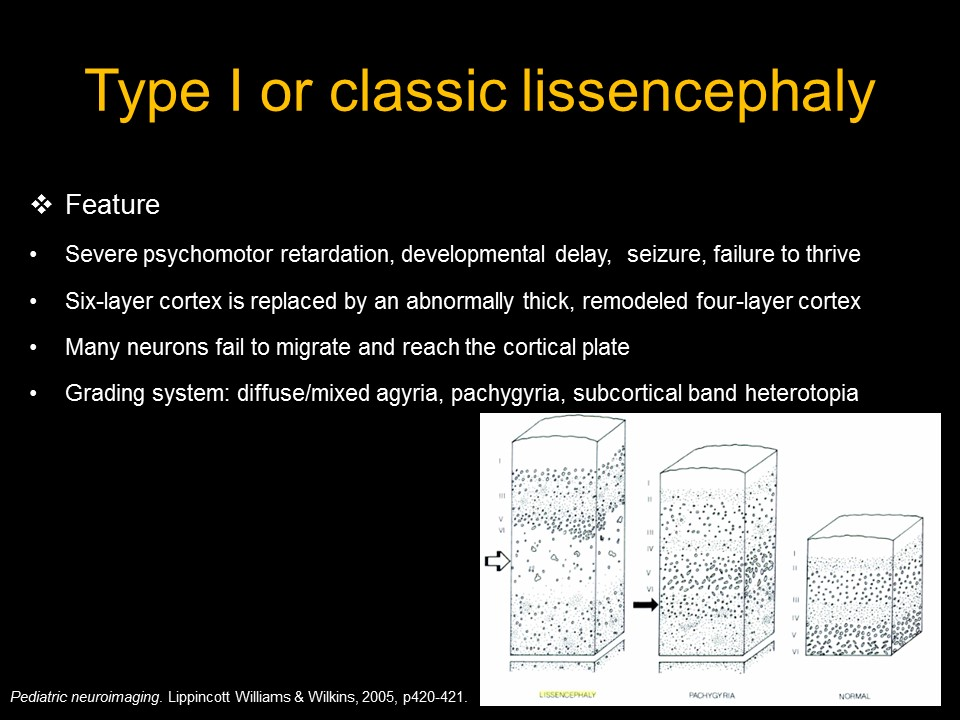 Type I or classic lissencephaly
❖ Feature
• Severe psychomotor retardation, developmental delay, seizure, failure to thrive
• Six-layer cortex is replaced by an abnormally thick, remodeled four-layer cortex
• Many neurons fail to migrate and reach the cortical plate
• Grading system: diffuse/mixed agyria, pachygyria, subcortical band heterotopia
I
III
V
VI
I
II
III
IV
V
VI
I
II
III
IV
V
VI
LISSENCEPHALY
PACHYGYRIA
NORMAL
Pediatric neuroimaging. Lippincott Williams & Wilkins, 2005, p420-421.